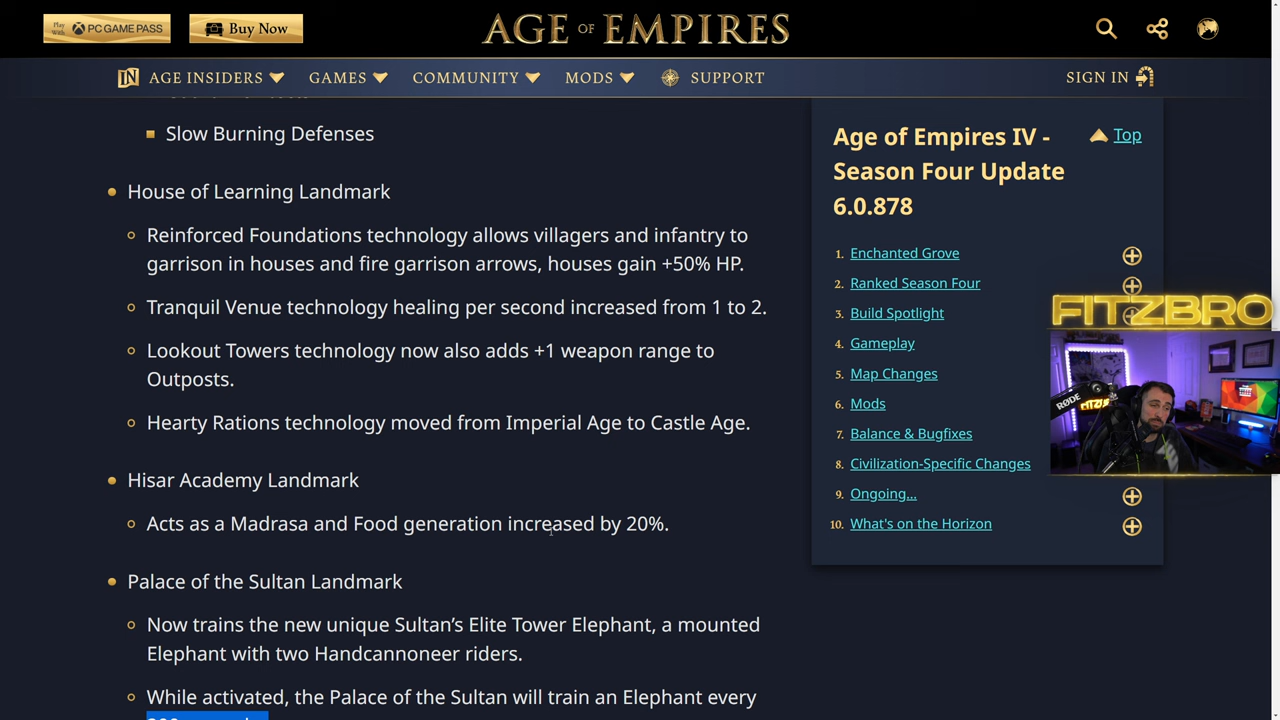 Play With PC GAME PASS
Buy Now
AGE OF EMPIRES
AGE INSIDERS
GAMES
COMMUNITY
MODS
SUPPORT
SIGN IN
Slow Burning Defenses
House of Learning Landmark
Reinforced Foundations technology allows villagers and infantry to
garrison in houses and fire garrison arrows, houses gain +50% HP.
Tranquil Venue technology healing per second increased from 1 to 2.
Lookout Towers technology now also adds +1 weapon range to
Outposts.
Hearty Rations technology moved from Imperial Age to Castle Age.
Hisar Academy Landmark
Acts as a Madrasa and Food generation increased by 20%.
Palace of the Sultan Landmark
Now trains the new unique Sultan’s Elite Tower Elephant, a mounted
Elephant with two Handcannoneer riders.
While activated, the Palace of the Sultan will train an Elephant every
Age of Empires IV -
Season Four Update
6.0.878
Top
1. Enchanted Grove
2. Ranked Season Four
3. Build Spotlight
4. Gameplay
5. Map Changes
6. Mods
7. Balance & Bugfixes
8. Civilization-Specific Changes
9. Ongoing...
10. What's on the Horizon
FITZBRO
RØDE